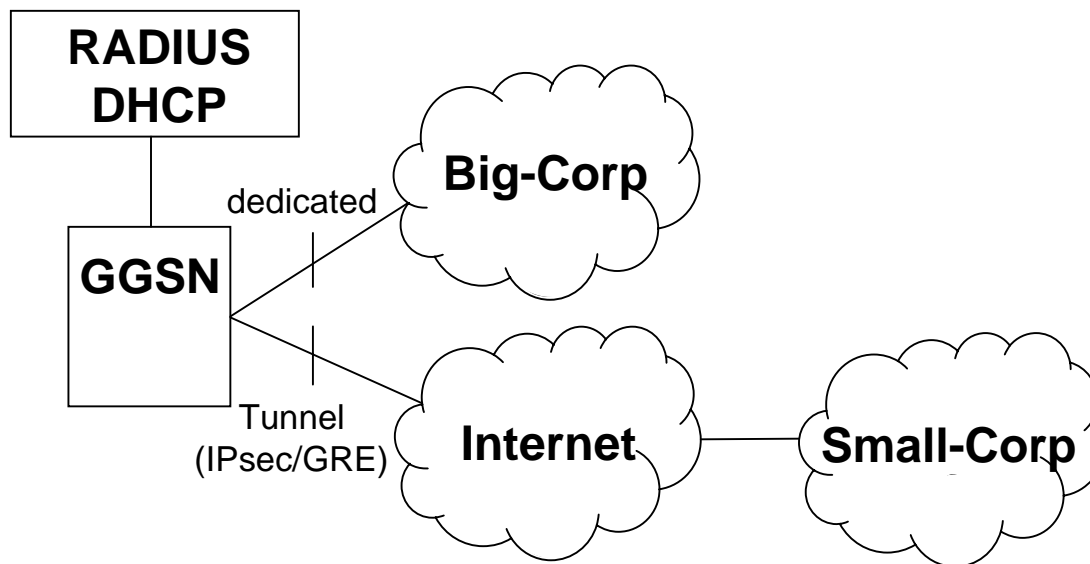 RADIUS
DHCP
Big-Corp
dedicated
GGSN
Tunnel
(IPsec/GRE)
Internet
Small-Corp